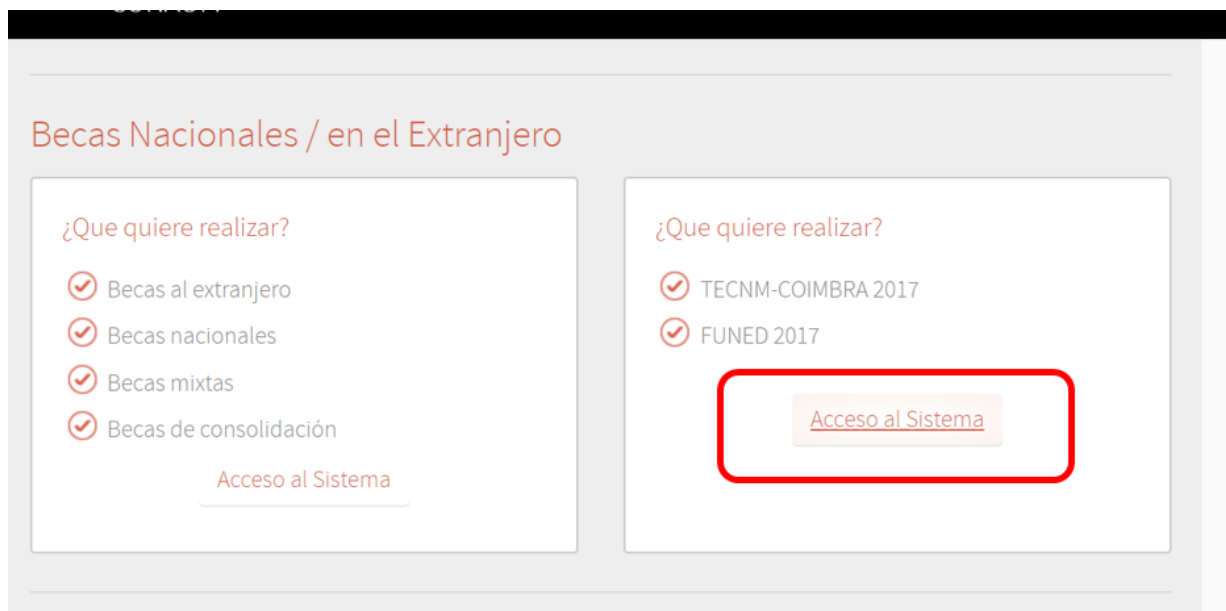 Becas Nacionales / en el Extranjero
¿Que quiere realizar?
Becas al extranjero
Becas nacionales
Becas mixtas
Becas de consolidación
Acceso al Sistema
¿Que quiere realizar?
TECNM-COIMBRA 2017
FUNED 2017
Acceso al Sistema